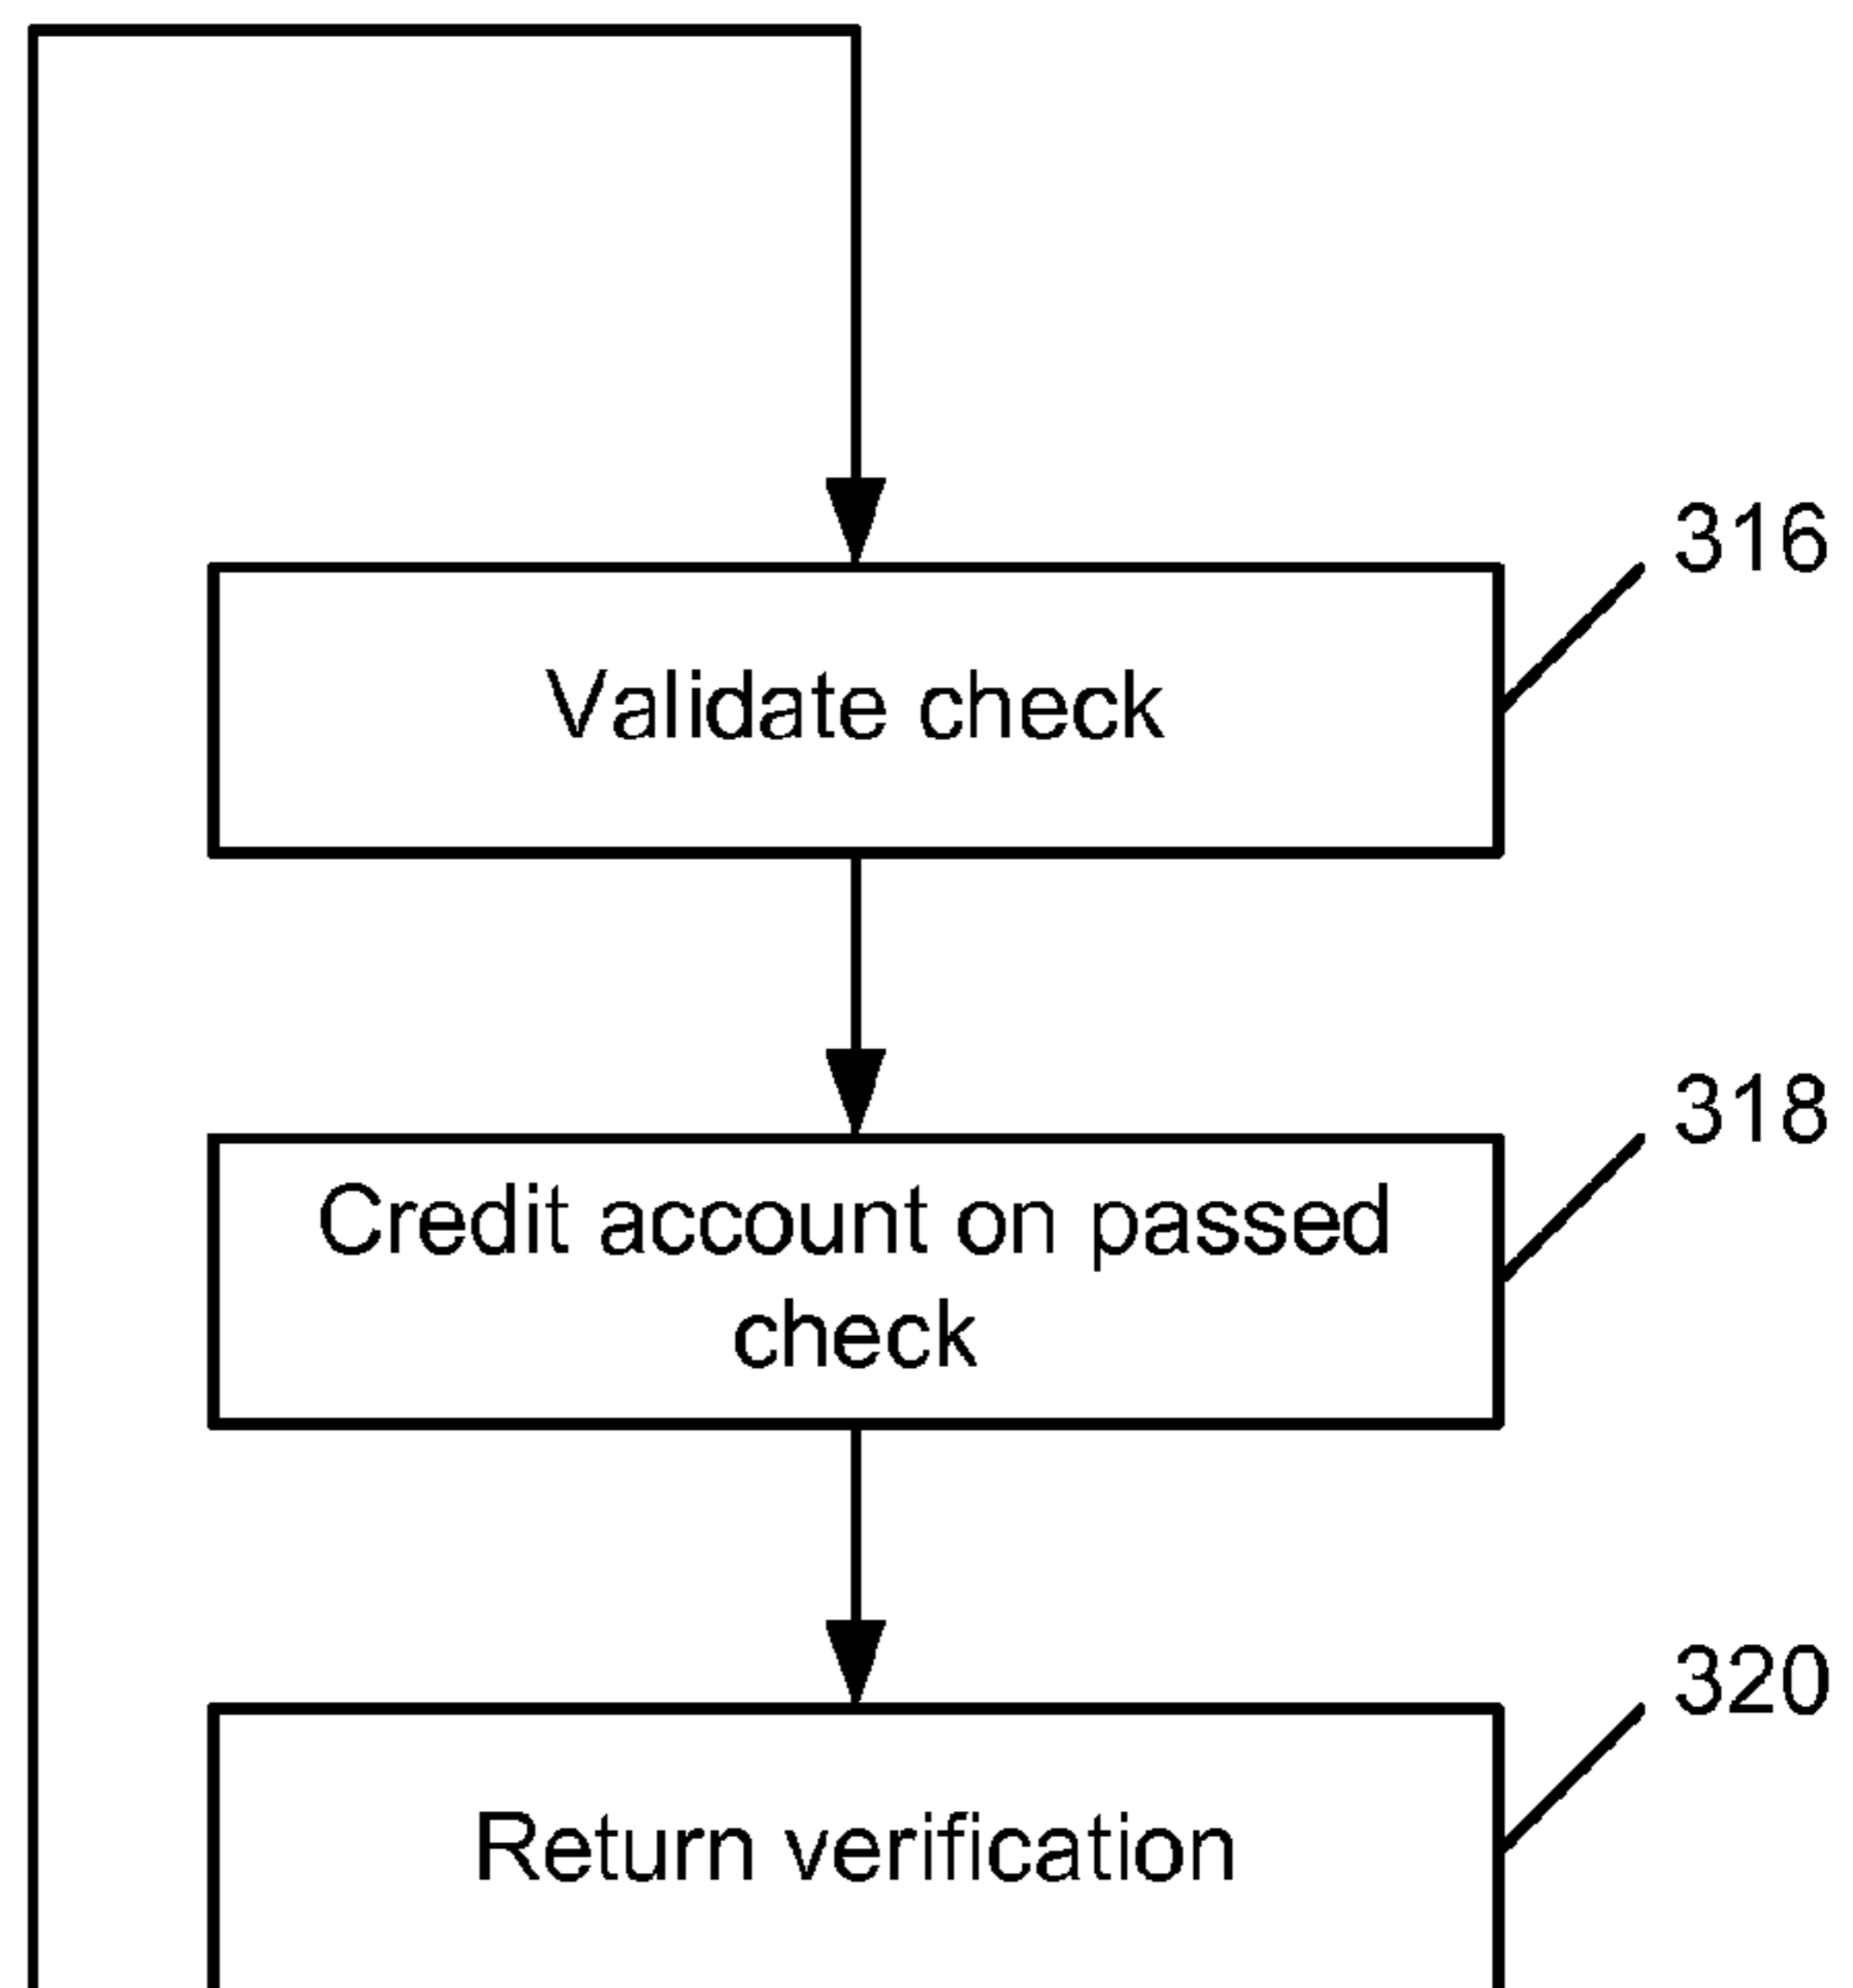 316
Validate check
318
Credit account on passed
check
320
Return verification